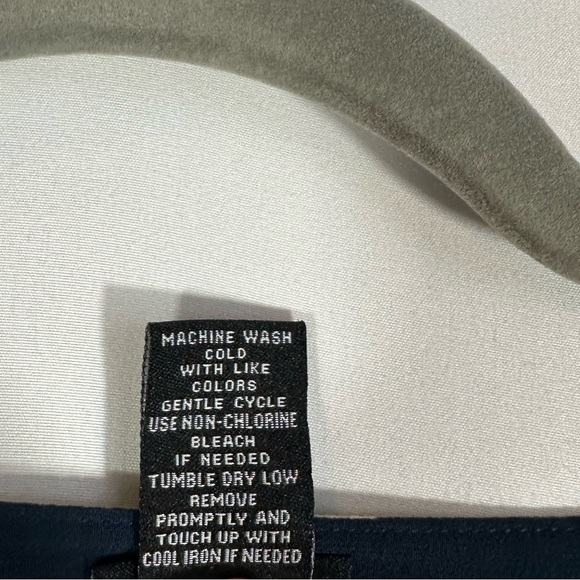 MACHINE WASH
COLD
WITH LIKE
COLORS
GENTLE CYCLE
USE NON-CHLORINE
BLEACH
IF NEEDED
TUMBLE DRY LOW
REMOVE
PROMPTLY AND
TOUCH UP WITH
COOL IRON IF NEEDED